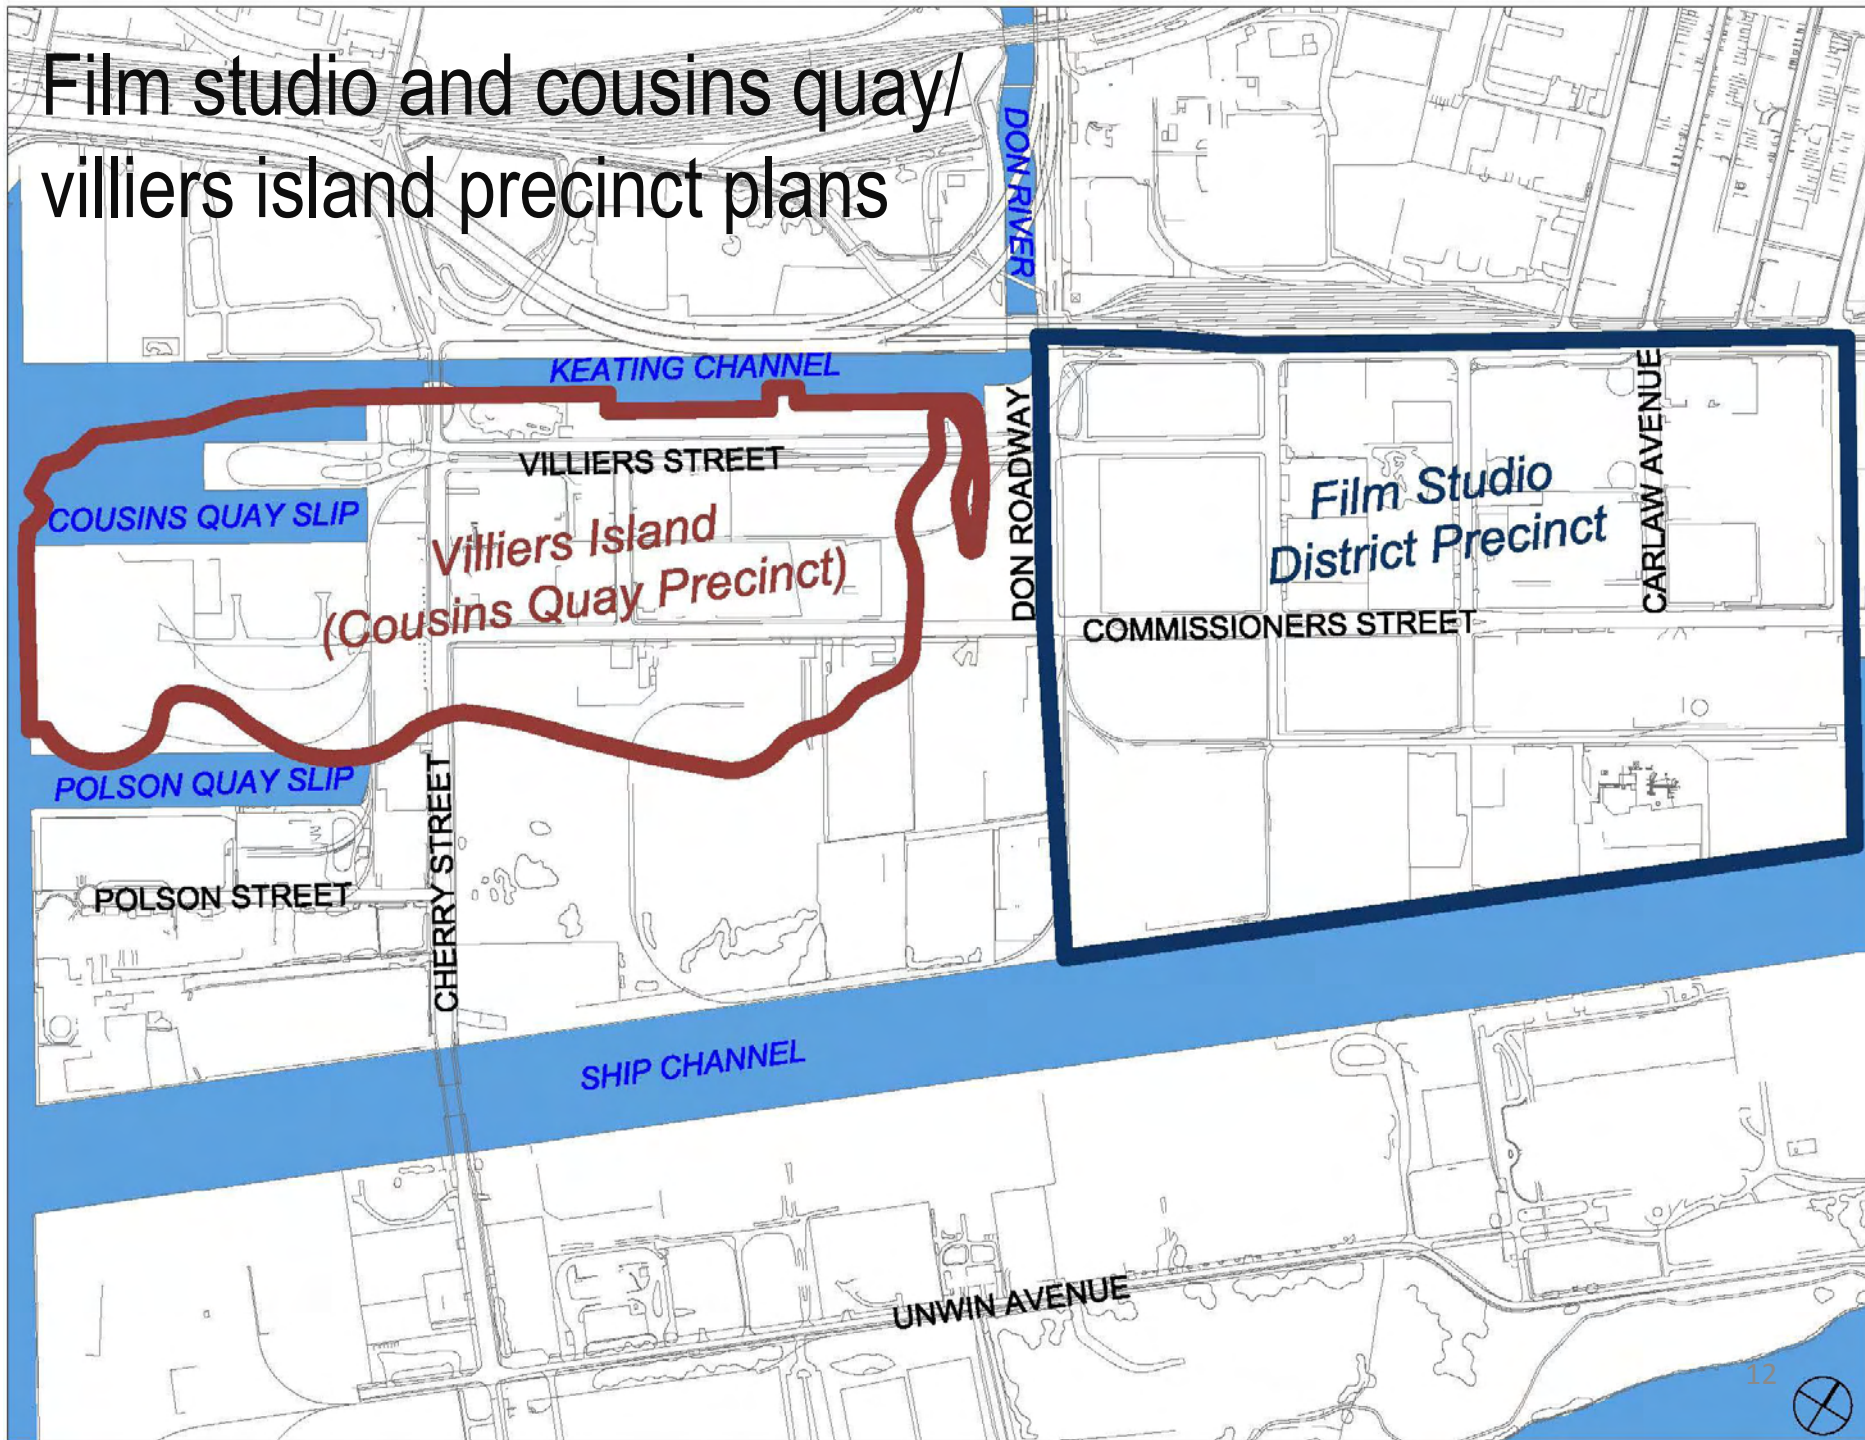 Film studio and cousins quay/
villiers island precinct plans
DON RIVER
KEATING CHANNEL
VILLIERS STREET
COUSINS QUAY SLIP
Villiers Island
(Cousins Quay Precinct)
DON ROADWAY
Film Studio
District Precinct
CARLAW AVENUE
COMMISSIONERS STREET
POLSON QUAY SLIP
POLSON STREET
CHERRY STREET
SHIP CHANNEL
UNWIN AVENUE
12